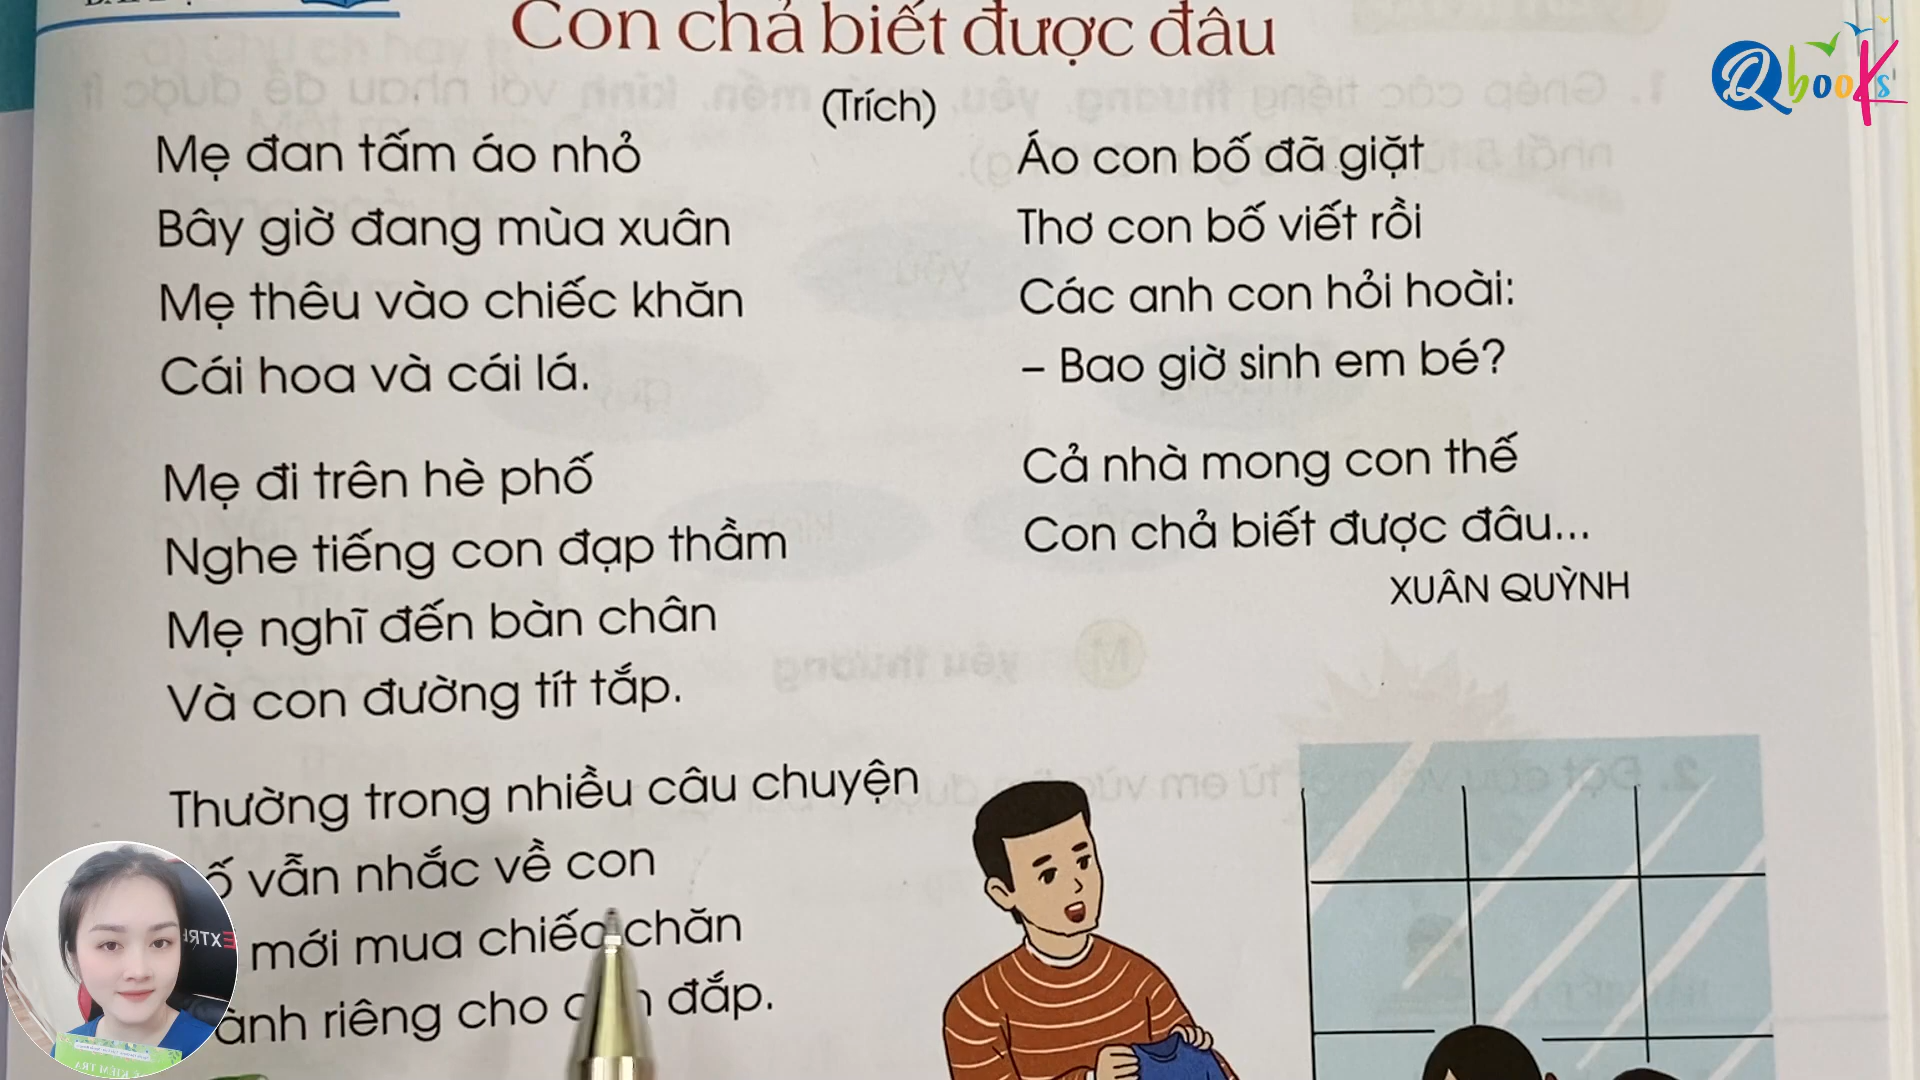 Con chả biết được đâu
(Trích)
Mẹ đan tấm áo nhỏ
Bây giờ đang mùa xuân
Mẹ thêu vào chiếc khăn
Cái hoa và cái lá.
Mẹ đi trên hè phố
Nghe tiếng con đạp thầm
Mẹ nghĩ đến bàn chân
Và con đường tít tắp.
Thường trong nhiều câu chuyện
vẫn nhắc về con
mới mua chiếc chăn
riêng cho đắp.
Áo con bố đã giặt
Thơ con bố viết rồi
Các anh con hỏi hoài:
– Bao giờ sinh em bé?
Cả nhà mong con thế
Con chả biết được đâu...
XUÂN QUỲNH
Qbooks